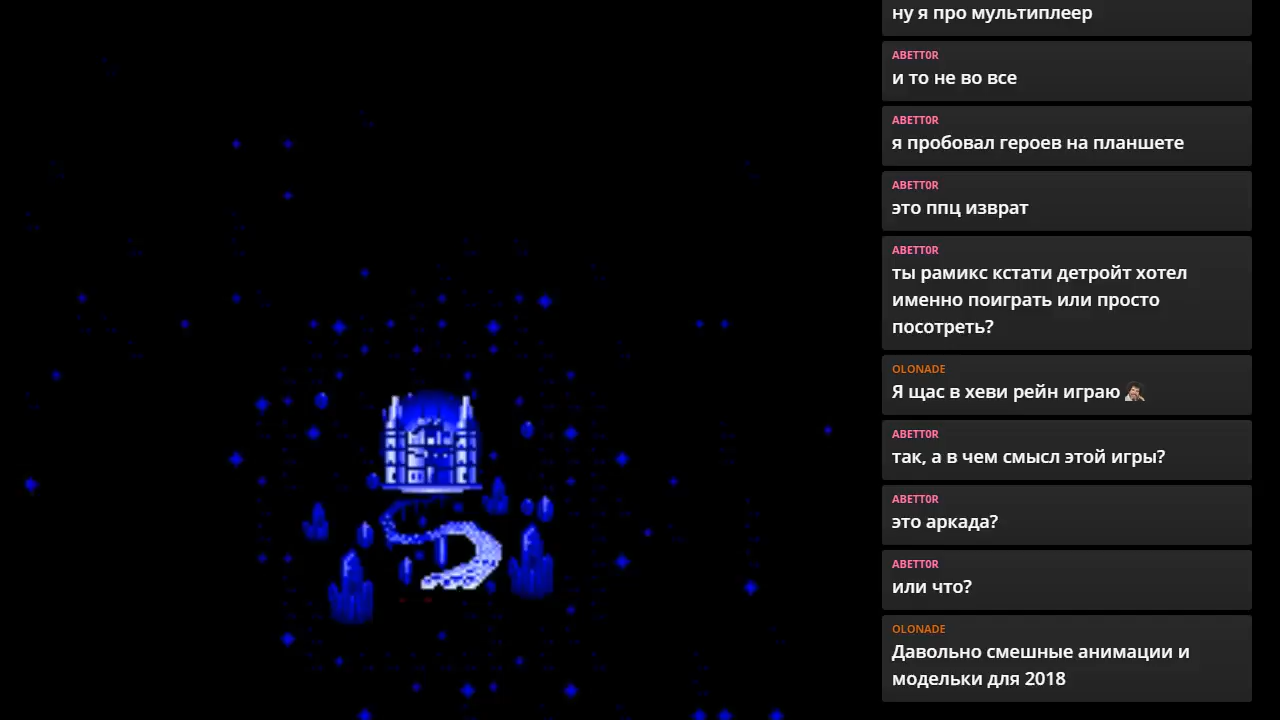 ну я про мультиплеер
ABETT0R
и то не во все
ABETT0R
я пробовал героев на планшете
ABETT0R
это ппц изврат
ABETT0R
ты рамикс кстати детройт хотел
именно поиграть или просто
посотреть?
OLONADE
Я щас в хеви рейн играю
ABETT0R
так, а в чем смысл этой игры?
ABETT0R
это аркада?
ABETT0R
или что?
OLONADE
Давольно смешные анимации и
модельки для 2018